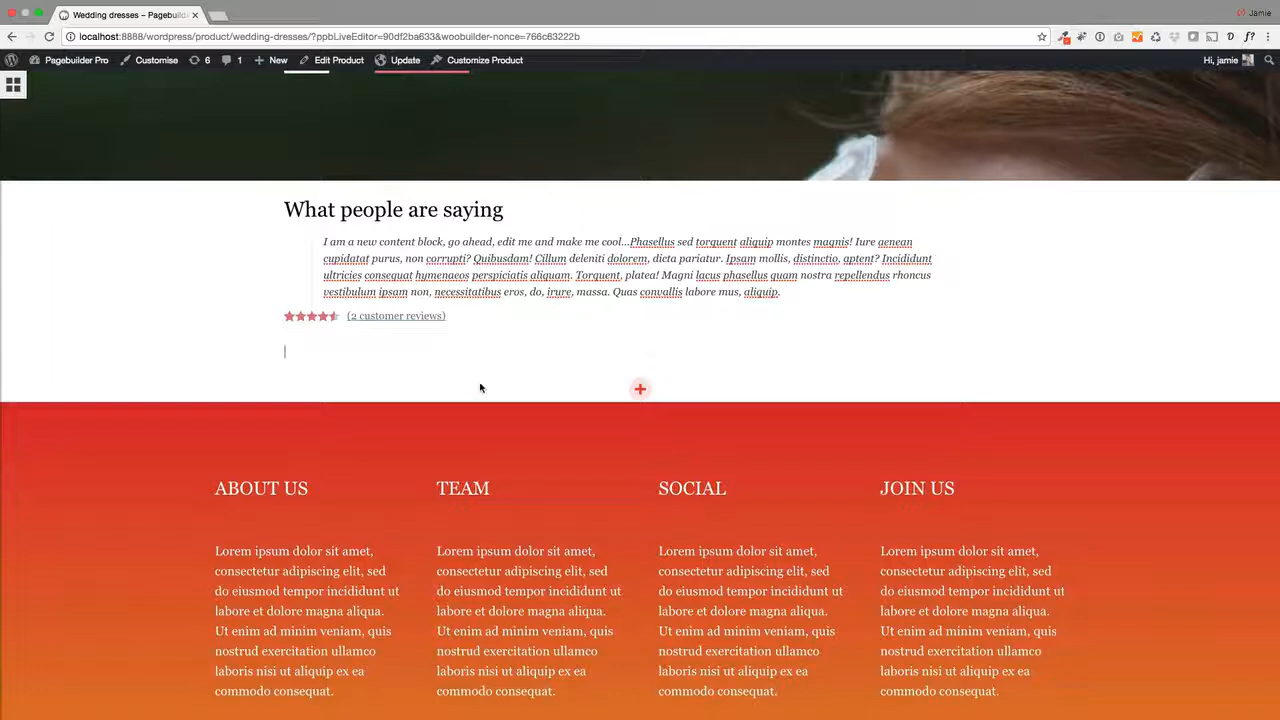 Wedding dresses – Pagebuilde
Jamie
localhost:8888/wordpress/product/wedding-dresses/?ppbLiveEditor=90df2ba633&woobuilder-nonce=766c63222b
Pagebuilder Pro Customise 6 1 New Edit Product Update Customize Product Hi, jamie
What people are saying
I am a new content block, go ahead, edit me and make me cool...Phasellus sed torquent aliquip montes magnis! Iure aenean
cupidatat purus, non corrupti? Quibusdam! Cillum deleniti dolorem, dicta pariatur. Ipsam mollis, distinctio, aptent? Incididunt
ultricies consequat hymenaeos perspiciatis aliquam. Torquent, platea! Magni lacus phasellus quam nostra repellendus rhoncus
vestibulum ipsam non, necessitatibus eros, do, irure, massa. Quas convallis labore mus, aliquip.
(2 customer reviews)
ABOUT US
Lorem ipsum dolor sit amet,
consectetur adipiscing elit, sed
do eiusmod tempor incididunt ut
labore et dolore magna aliqua.
Ut enim ad minim veniam, quis
nostrud exercitation ullamco
laboris nisi ut aliquip ex ea
commodo consequat.
TEAM
Lorem ipsum dolor sit amet,
consectetur adipiscing elit, sed
do eiusmod tempor incididunt ut
labore et dolore magna aliqua.
Ut enim ad minim veniam, quis
nostrud exercitation ullamco
laboris nisi ut aliquip ex ea
commodo consequat.
SOCIAL
Lorem ipsum dolor sit amet,
consectetur adipiscing elit, sed
do eiusmod tempor incididunt ut
labore et dolore magna aliqua.
Ut enim ad minim veniam, quis
nostrud exercitation ullamco
laboris nisi ut aliquip ex ea
commodo consequat.
JOIN US
Lorem ipsum dolor sit amet,
consectetur adipiscing elit, sed
do eiusmod tempor incididunt ut
labore et dolore magna aliqua.
Ut enim ad minim veniam, quis
nostrud exercitation ullamco
laboris nisi ut aliquip ex ea
commodo consequat.